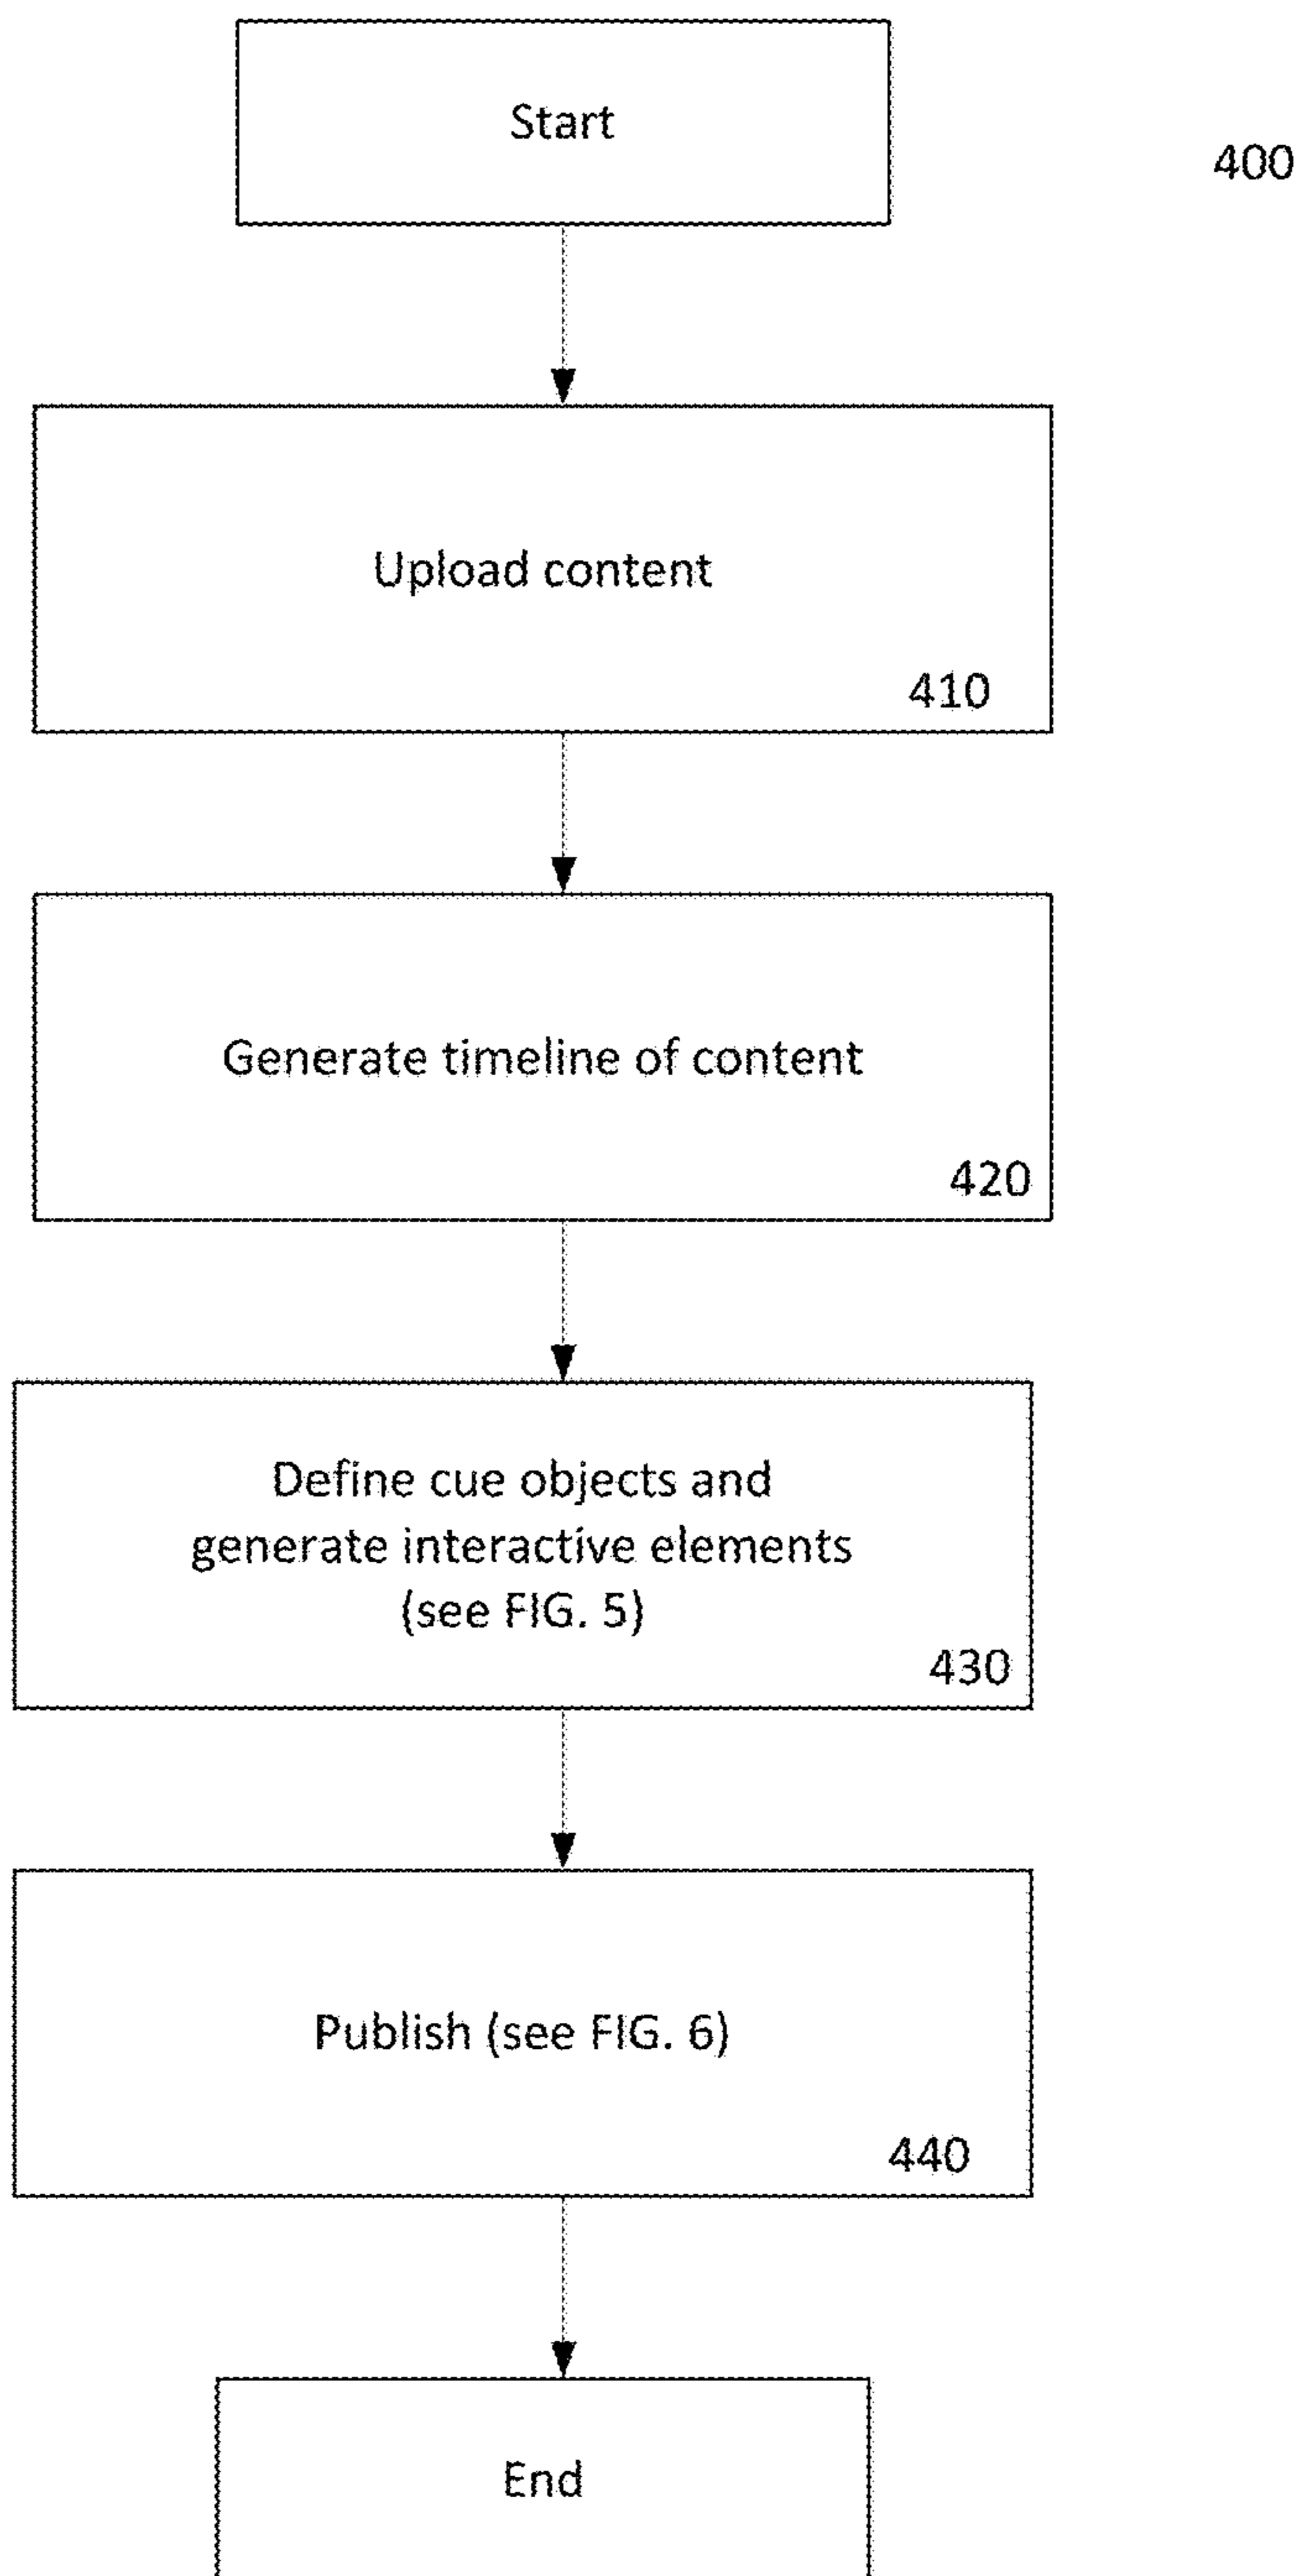 Start
400
Upload content
410
Generate timeline of content
420
Define cue objects and
generate interactive elements
(see FIG. 5)
430
Publish (see FIG. 6)
440
End